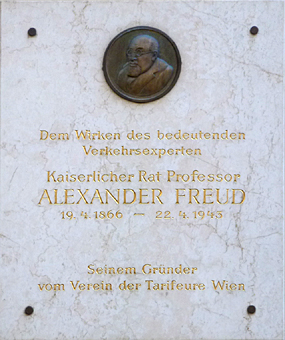 Dem Wirken des bedeutenden
Verkehrsexperten
Kaiserlicher Rat Professor
ALEXANDER FREUD
19.4.1866 — 22.4.1943
Seinem Gründer
vom Verein der Tarifeure Wien